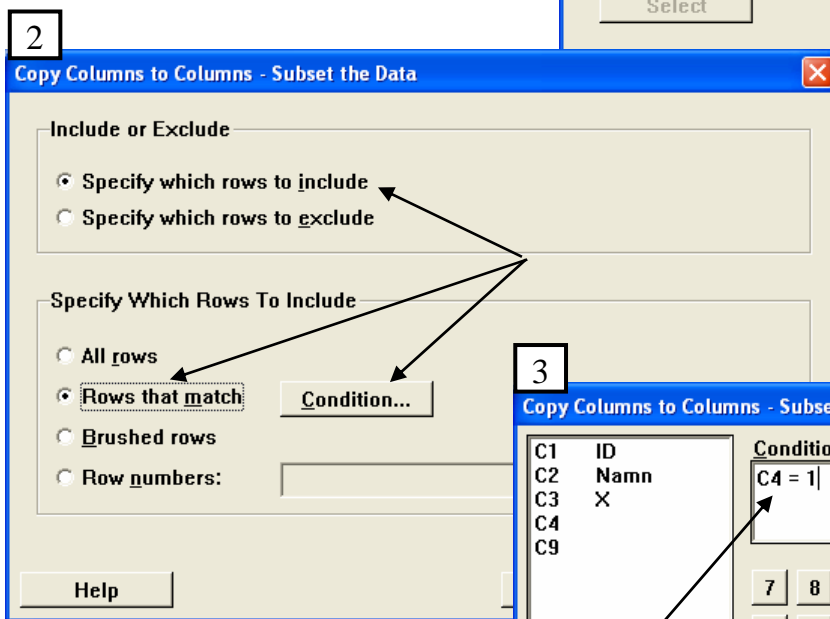 Select
2
Copy Columns to Columns - Subset the Data
Include or Exclude
Specify which rows to include
Specify which rows to exclude
Specify Which Rows To Include
All rows
Rows that match
Condition...
Brushed rows
Row numbers:
Help
3
Copy Columns to Columns - Subse
C1 ID
C2 Namn
C3 X
C4
C9
Conditio
C4 = 1
7 8